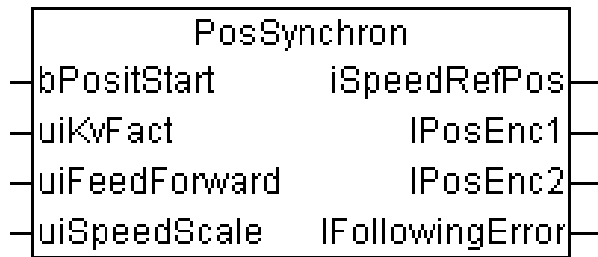 PosSynchron
bPositStart iSpeedRefPos
uiKvFact lPosEnc1
uiFeedForward lPosEnc2
uiSpeedScale lFollowingError